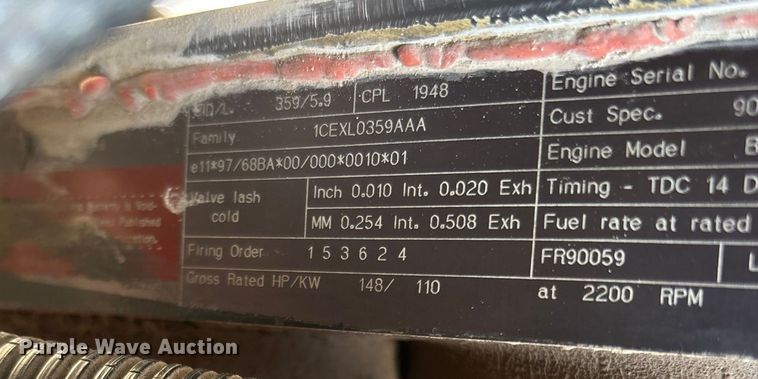 Engine Serial No.
CID/L. 359/5.9 CPL 1948
Cust Spec. 90
Family 1CEXL0359AAA
Engine Model B
e11*97/68BA*00/000*0010*01
Valve lash cold Inch 0.010 Int. 0.020 Exh
Timing - TDC 14 D
MM 0.254 Int. 0.508 Exh
Fuel rate at rated
Firing Order 1 5 3 6 2 4
FR90059 L
Gross Rated HP/KW 148/ 110 at 2200 RPM
Purple Wave Auction